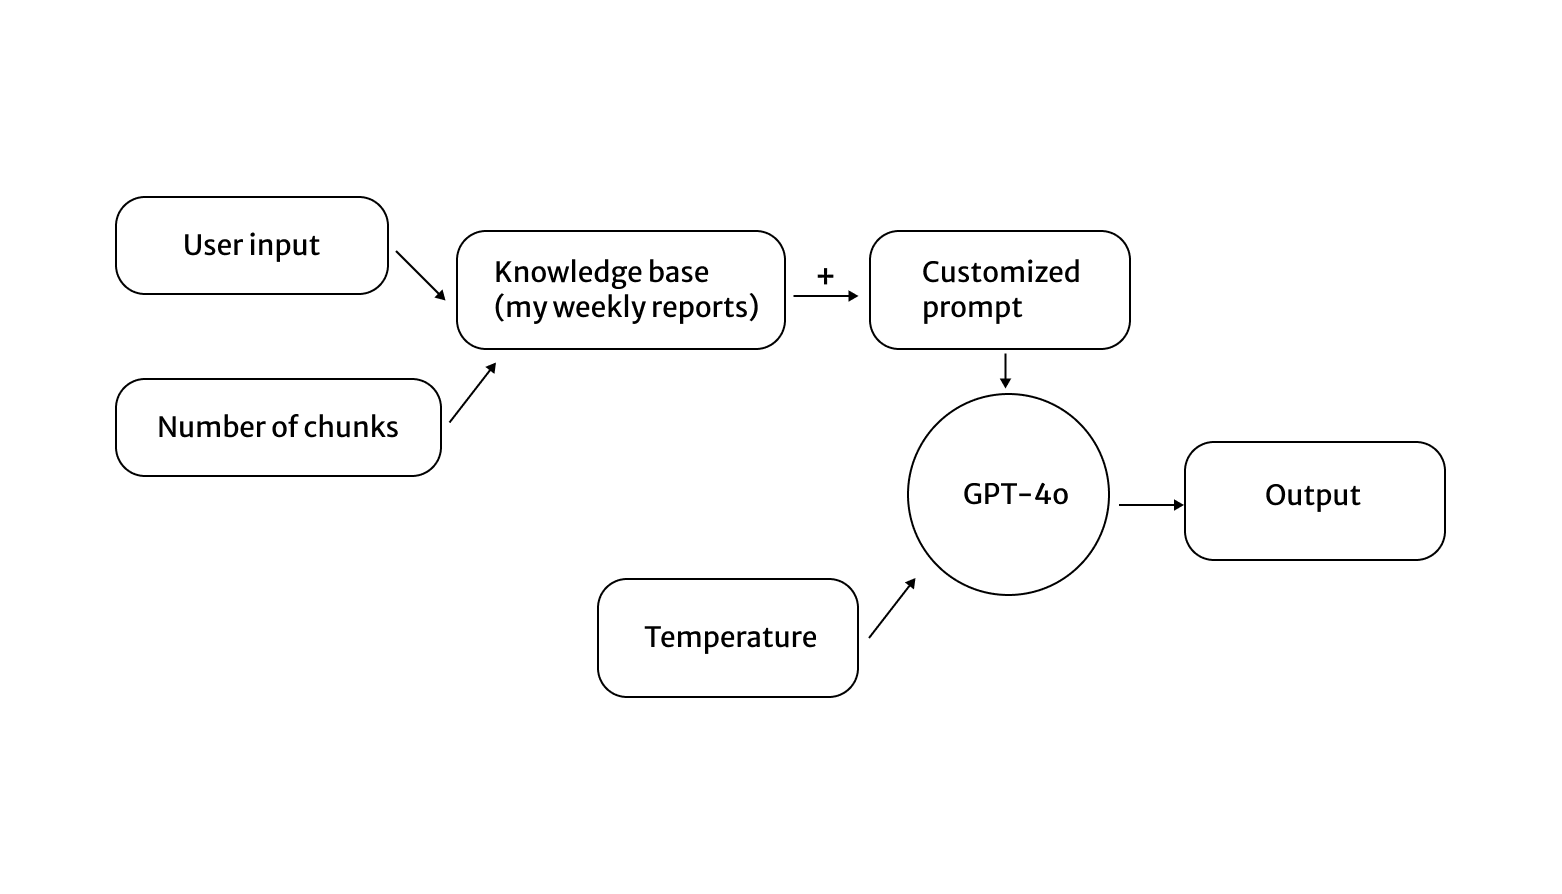 User input
Knowledge base
(my weekly reports)
+
Customized
prompt
Number of chunks
GPT-4o
Output
Temperature